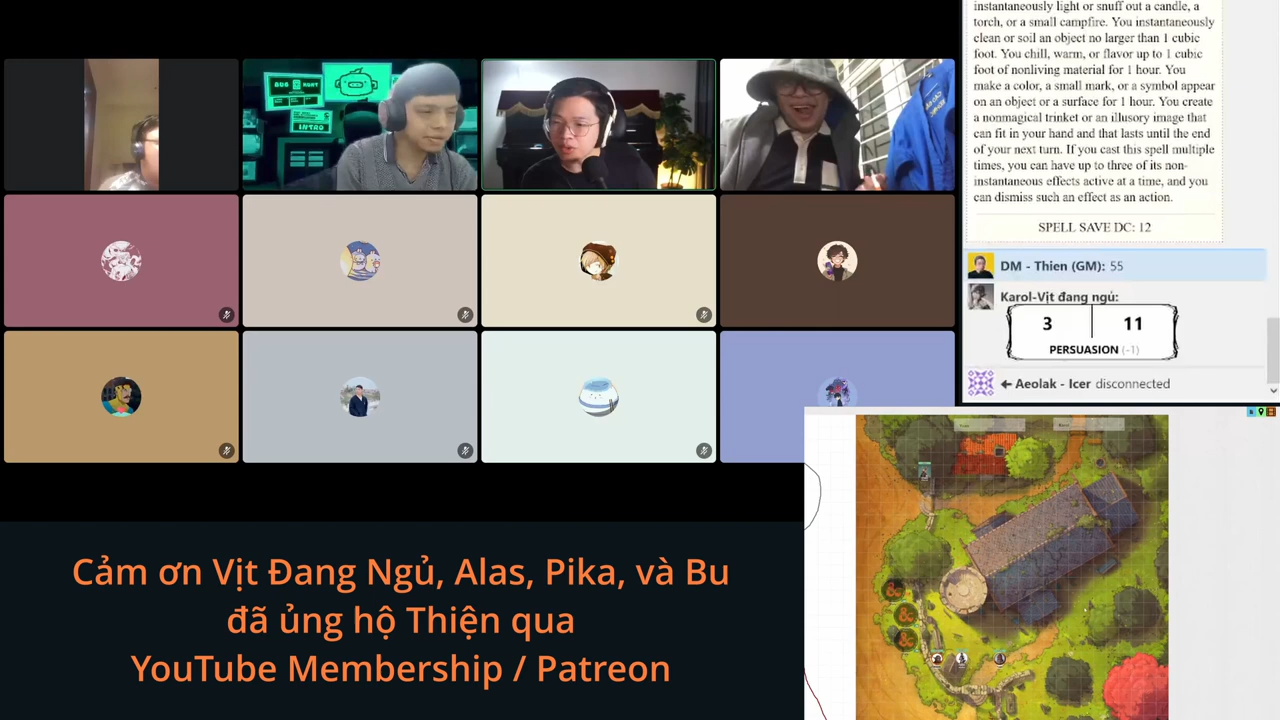 instantaneously light or snuff out a candle, a
torch, or a small campfire. You instantaneously
clean or soil an object no larger than 1 cubic
foot. You chill, warm, or flavor up to 1 cubic
foot of nonliving material for 1 hour. You
make a color, a small mark, or a symbol appear
on an object or a surface for 1 hour. You create
a nonmagical trinket or an illusory image that
can fit in your hand and that lasts until the end
of your next turn. If you cast this spell multiple
times, you can have up to three of its non-
instantaneous effects active at a time, and you
can dismiss such an effect as an action.
SPELL SAVE DC: 12
DM - Thien (GM): 55
Karol-Vịt đang ngủ:
3 11
PERSUASION (-1)
Aeolak - Icer disconnected
BUG HUNT
INTRO
Cảm ơn Vịt Đang Ngủ, Alas, Pika, và Bu
đã ủng hộ Thiện qua
YouTube Membership / Patreon